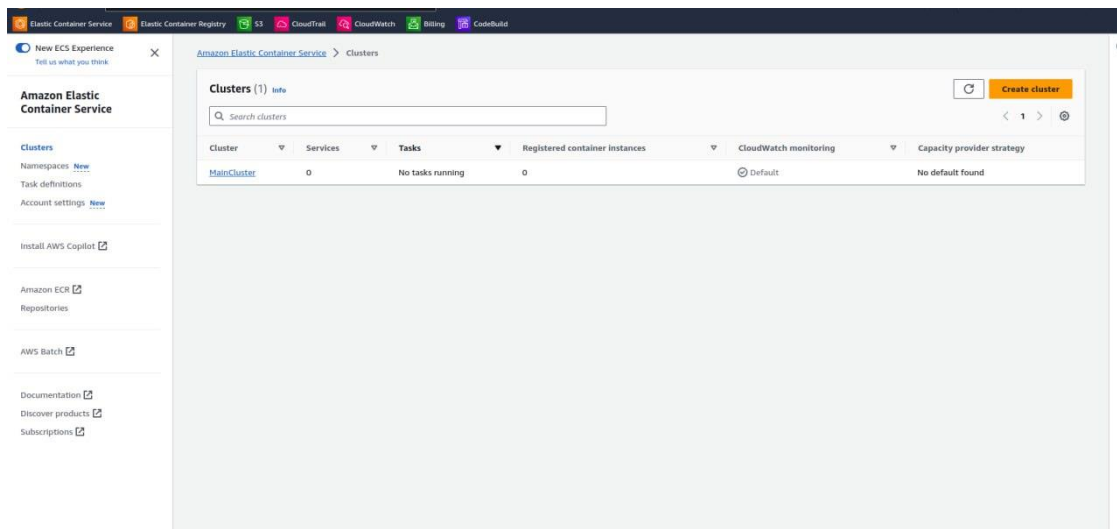 Elastic Container Service Elastic Container Registry S3 CloudTrail CloudWatch Billing CodeBuild
New ECS Experience
Tell us what you think
Amazon Elastic
Container Service
Clusters
Namespaces New
Task definitions
Account settings New
Install AWS Copilot
Amazon ECR
Repositories
AWS Batch
Documentation
Discover products
Subscriptions
Amazon Elastic Container Service > Clusters
Clusters (1) Info
Create cluster
Search clusters
< 1 >
Cluster Services Tasks Registered container instances CloudWatch monitoring Capacity provider strategy
MainCluster 0 No tasks running 0 Default No default found